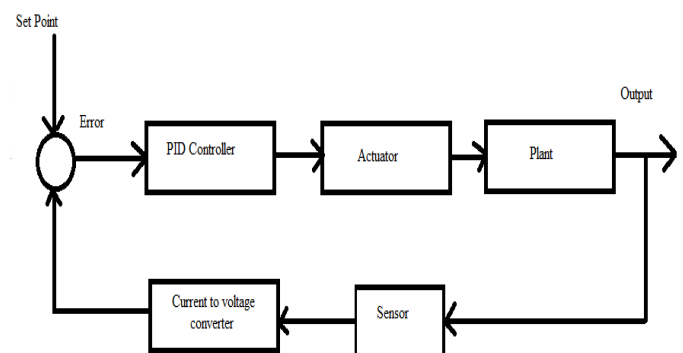 Set Point
Output
Error
PID Controller
Actuator
Plant
Current to voltage
converter
Sensor